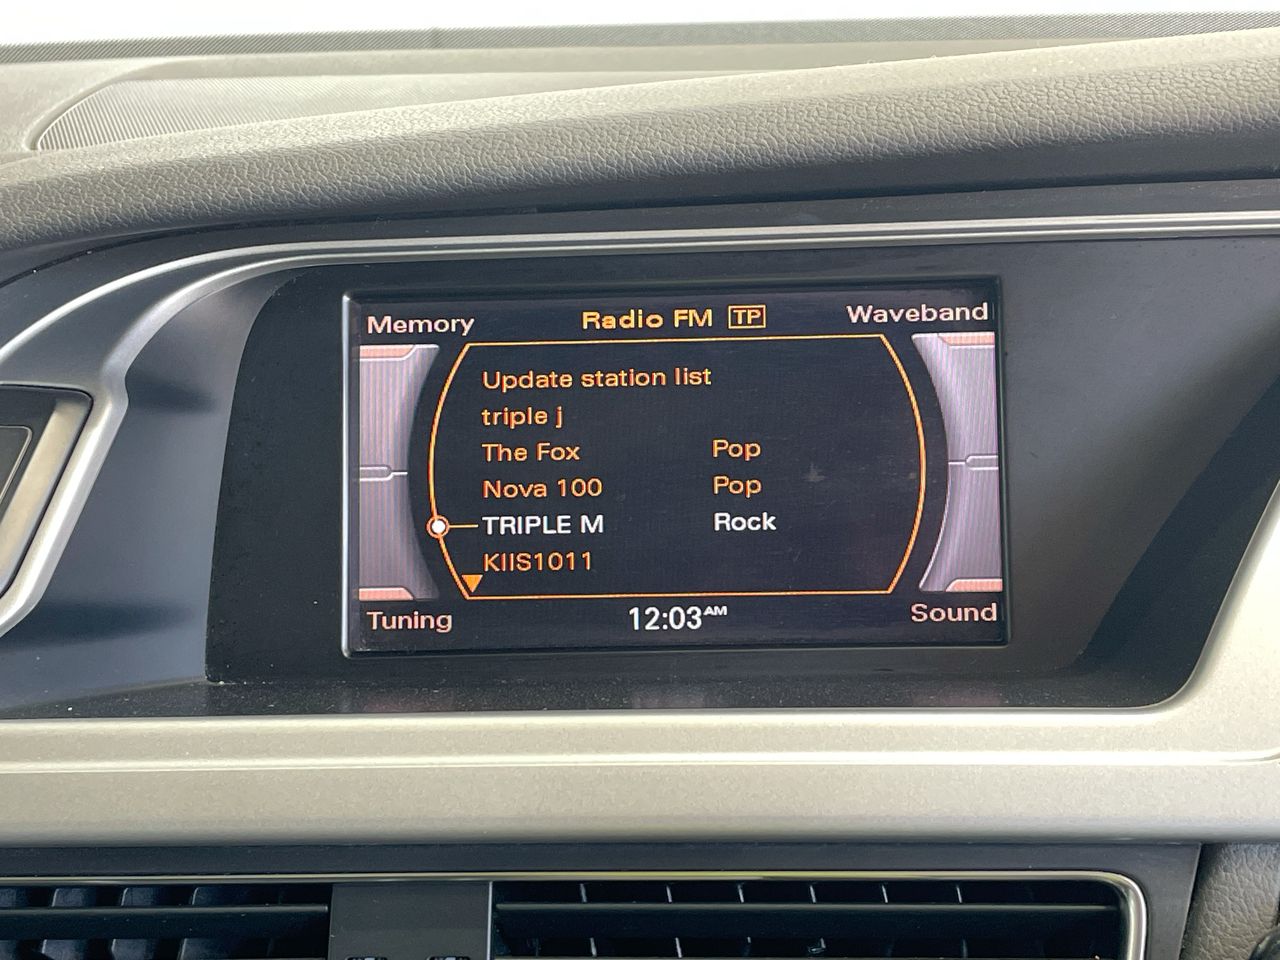 Memory
Radio FM TP
Waveband
Update station list
triple j
The Fox Pop
Nova 100 Pop
TRIPLE M Rock
KIIS1011
Tuning
12:03AM
Sound